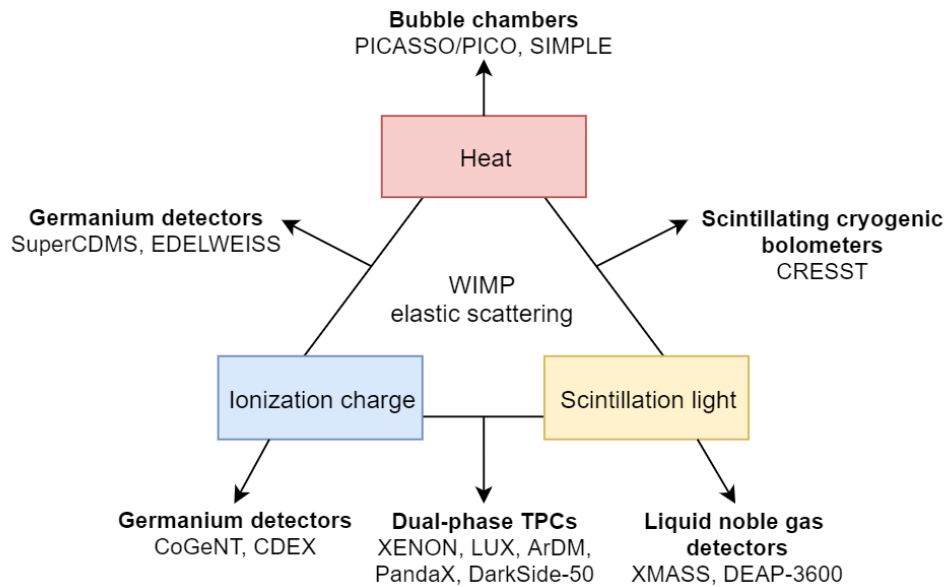 Bubble chambers
PICASSO/PICO, SIMPLE
Heat
Germanium detectors
SuperCDMS, EDELWEISS
Scintillating cryogenic
bolometers
CRESST
WIMP
elastic scattering
Ionization charge
Scintillation light
Germanium detectors
CoGeNT, CDEX
Dual-phase TPCs
XENON, LUX, ArDM,
PandaX, DarkSide-50
Liquid noble gas
detectors
XMASS, DEAP-3600